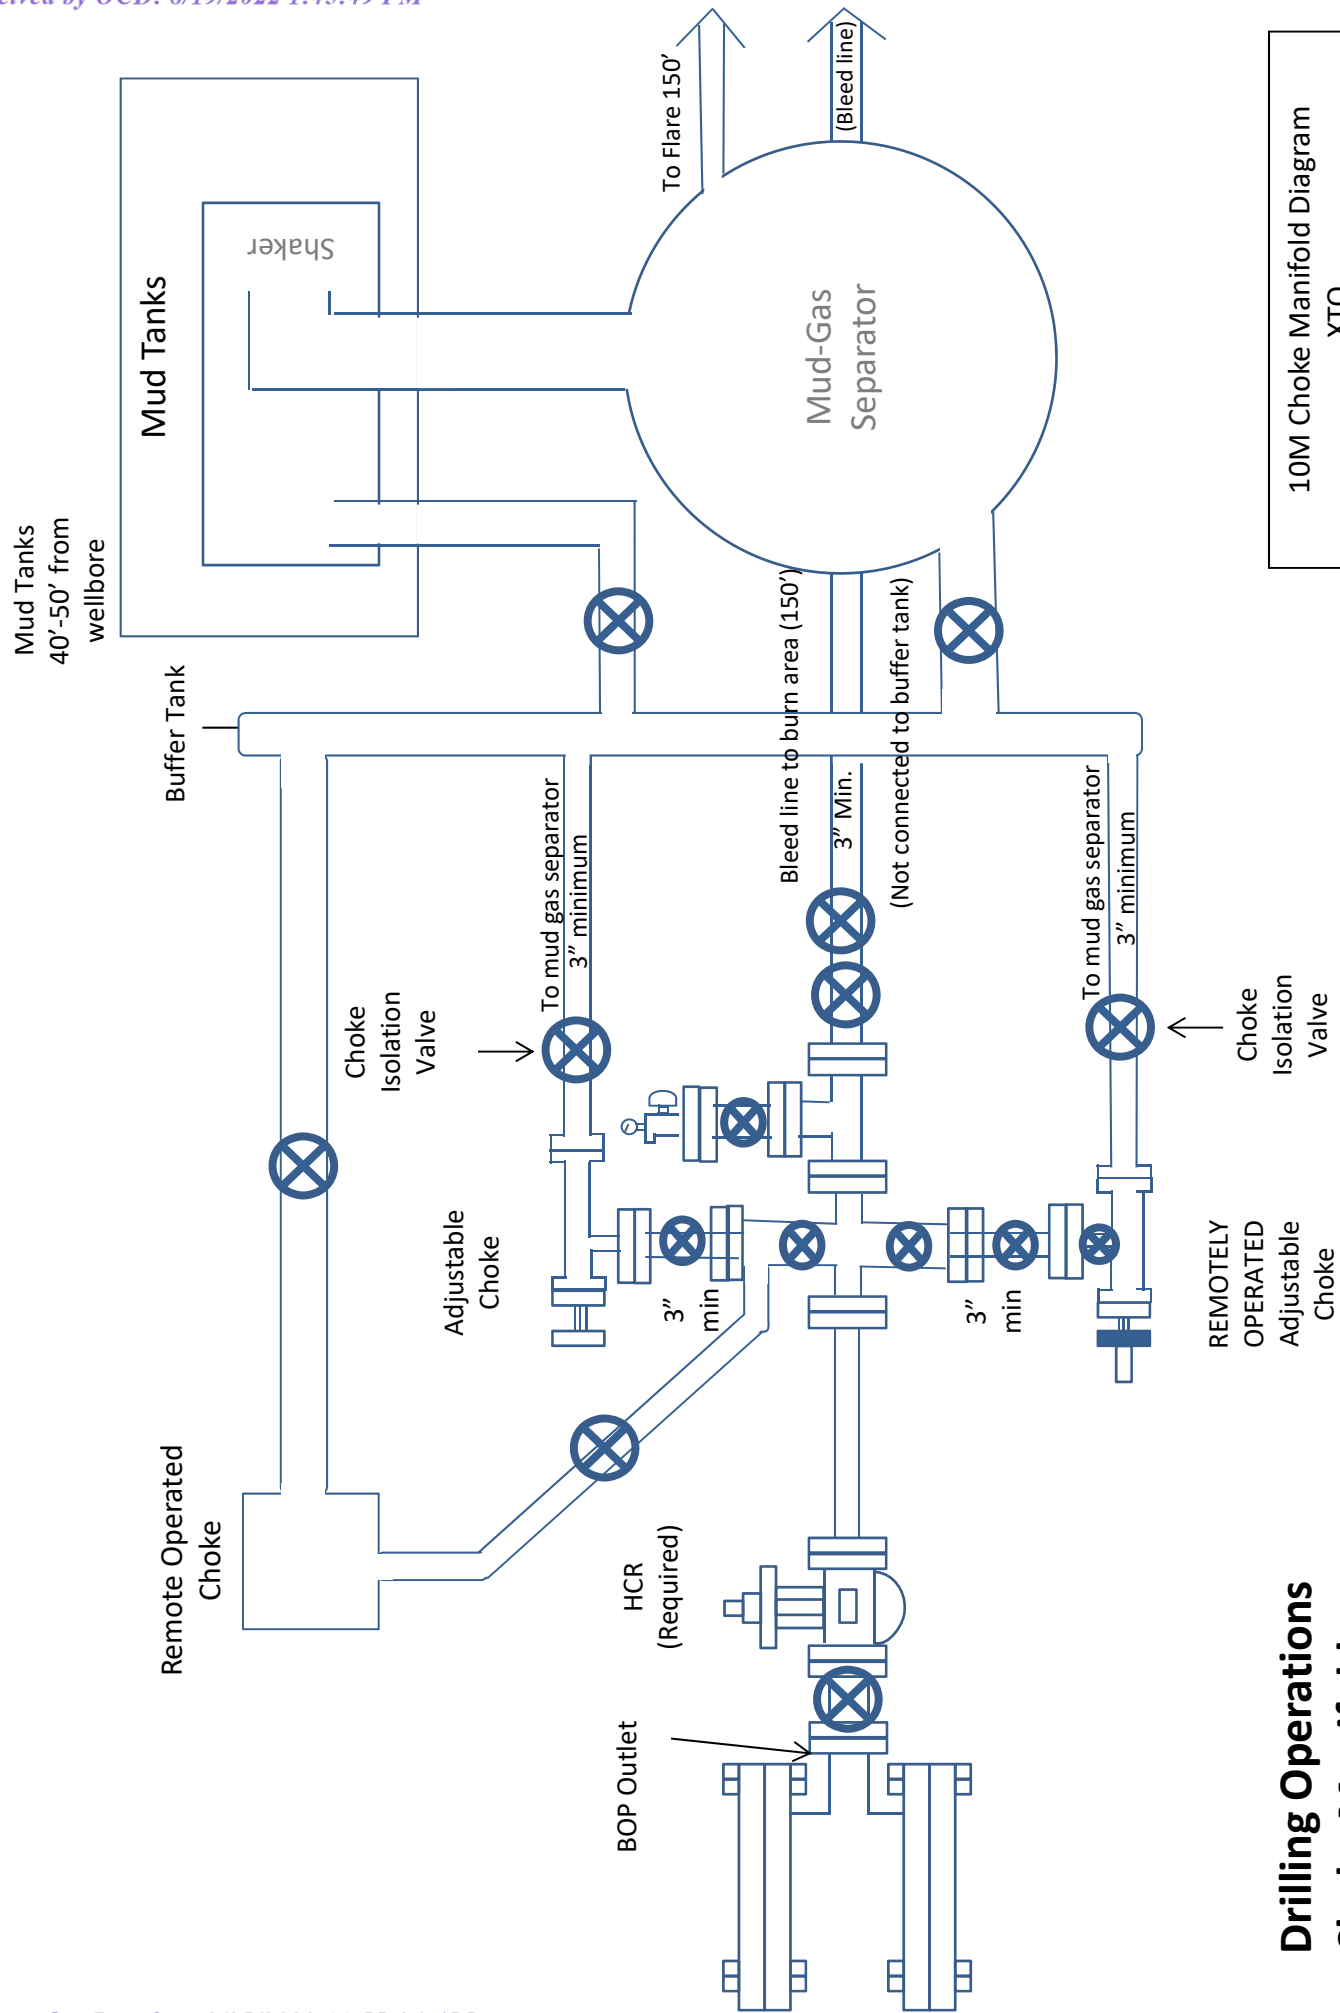 Mud Tanks
40'-50' from
wellbore
Mud Tanks
Shaker
To Flare 150'
(Bleed line)
Mud-Gas
Separator
Buffer Tank
Bleed line to burn area (150')
3" Min.
(Not connected to buffer tank)
To mud gas separator
3" minimum
To mud gas separator
3" minimum
Choke
Isolation
Valve
Choke
Isolation
Valve
Adjustable
Choke
3"
min
3"
min
REMOTELY
OPERATED
Adjustable
Choke
Remote Operated
Choke
HCR
(Required)
BOP Outlet
10M Choke Manifold Diagram
XTO
Drilling Operations